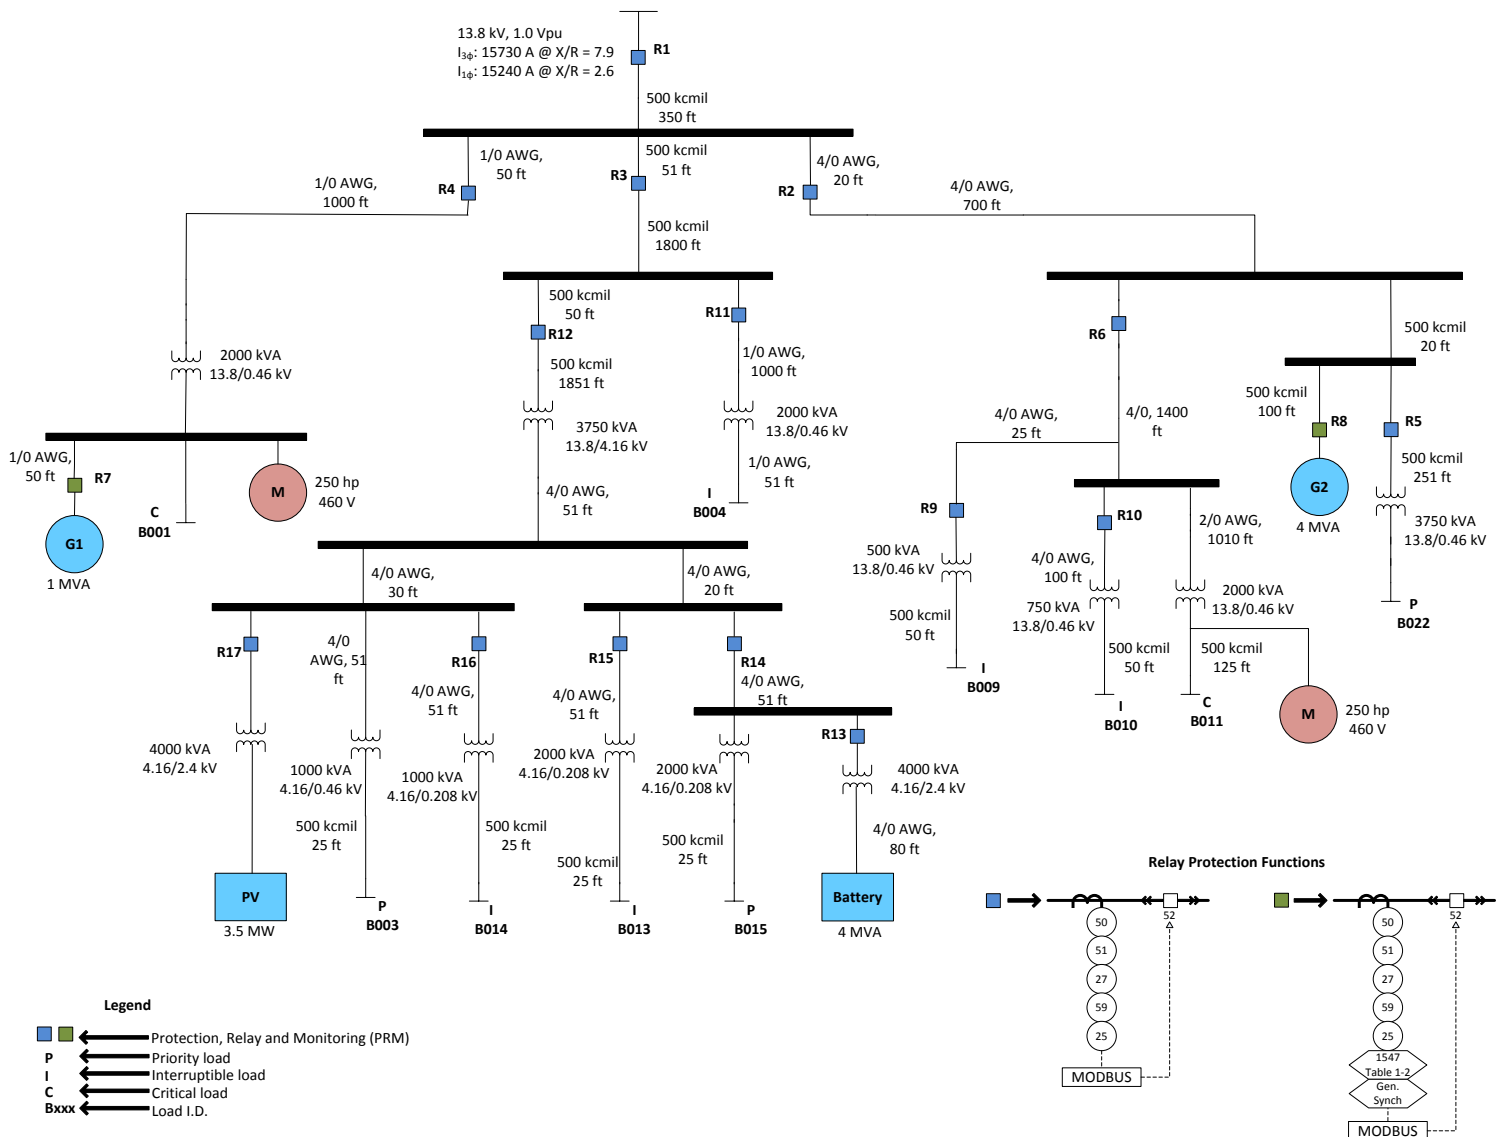 13.8 kV, 1.0 Vpu
I3ϕ: 15730 A @ X/R = 7.9
I1ϕ: 15240 A @ X/R = 2.6
R1
500 kcmil
350 ft
1/0 AWG,
50 ft
R4
1/0 AWG,
1000 ft
500 kcmil
51 ft
R3
500 kcmil
1800 ft
4/0 AWG,
20 ft
R2
4/0 AWG,
700 ft
2000 kVA
13.8/0.46 kV
1/0 AWG,
50 ft
R7
G1
1 MVA
C
B001
M
250 hp
460 V
500 kcmil
50 ft
R12
500 kcmil
1851 ft
3750 kVA
13.8/4.16 kV
4/0 AWG,
51 ft
R11
1/0 AWG,
1000 ft
2000 kVA
13.8/0.46 kV
1/0 AWG,
51 ft
I
B004
R6
4/0 AWG,
25 ft
4/0, 1400
ft
R9
500 kVA
13.8/0.46 kV
500 kcmil
50 ft
I
B009
R10
4/0 AWG,
100 ft
750 kVA
13.8/0.46 kV
500 kcmil
50 ft
I
B010
2/0 AWG,
1010 ft
2000 kVA
13.8/0.46 kV
500 kcmil
125 ft
C
B011
M
250 hp
460 V
500 kcmil
20 ft
500 kcmil
100 ft
R8
G2
4 MVA
R5
500 kcmil
251 ft
3750 kVA
13.8/0.46 kV
P
B022
4/0 AWG,
30 ft
4/0 AWG,
20 ft
R17
4000 kVA
4.16/2.4 kV
PV
3.5 MW
4/0
AWG, 51
ft
1000 kVA
4.16/0.46 kV
500 kcmil
25 ft
P
B003
R16
4/0 AWG,
51 ft
1000 kVA
4.16/0.208 kV
500 kcmil
25 ft
I
B014
R15
4/0 AWG,
51 ft
2000 kVA
4.16/0.208 kV
500 kcmil
25 ft
I
B013
R14
4/0 AWG,
51 ft
2000 kVA
4.16/0.208 kV
500 kcmil
25 ft
P
B015
R13
4000 kVA
4.16/2.4 kV
4/0 AWG,
80 ft
Battery
4 MVA
Relay Protection Functions
52
50
51
27
59
25
MODBUS
52
50
51
27
59
25
1547
Table 1-2
Gen.
Synch
MODBUS
Legend
Protection, Relay and Monitoring (PRM)
P Priority load
I Interruptible load
C Critical load
Bxxx Load I.D.